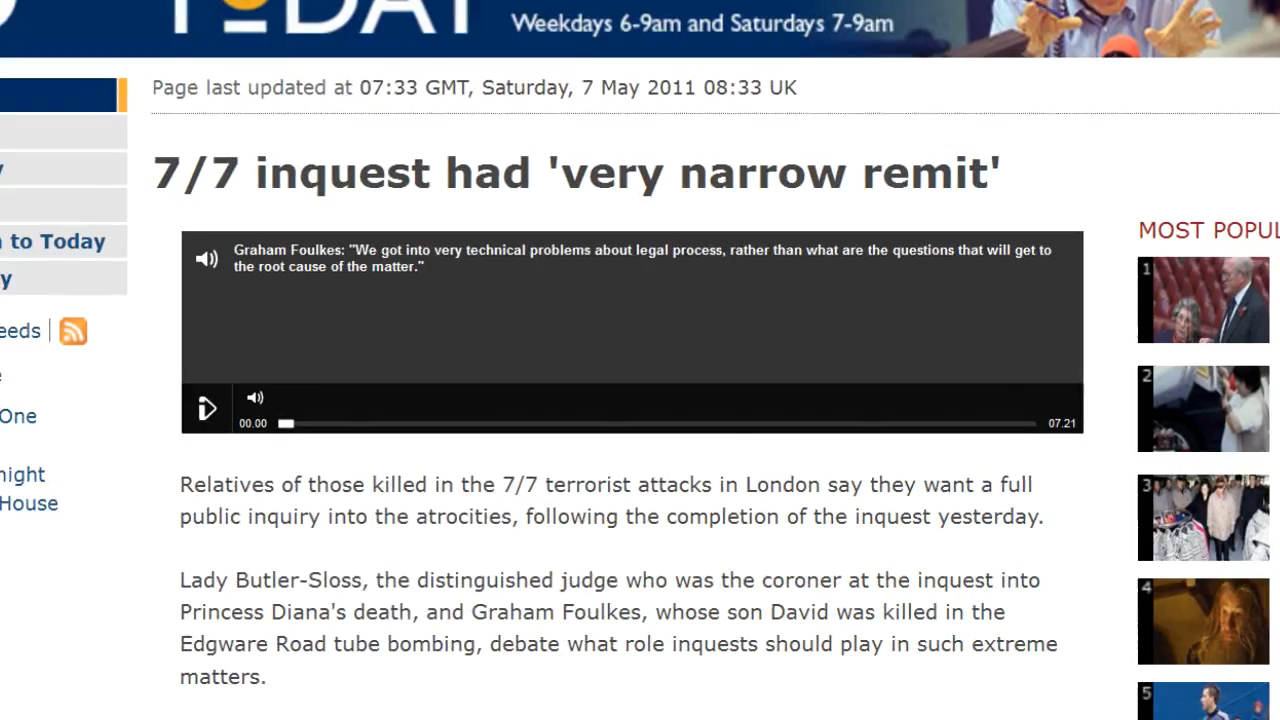 TODAY
Weekdays 6-9am and Saturdays 7-9am
Page last updated at 07:33 GMT, Saturday, 7 May 2011 08:33 UK
7/7 inquest had 'very narrow remit'
to Today
eeds
One
night
House
Graham Foulkes: "We got into very technical problems about legal process, rather than what are the questions that will get to
the root cause of the matter."
00.00
07.21
Relatives of those killed in the 7/7 terrorist attacks in London say they want a full
public inquiry into the atrocities, following the completion of the inquest yesterday.
Lady Butler-Sloss, the distinguished judge who was the coroner at the inquest into
Princess Diana's death, and Graham Foulkes, whose son David was killed in the
Edgware Road tube bombing, debate what role inquests should play in such extreme
matters.
MOST POPUL
1
2
3
4
5